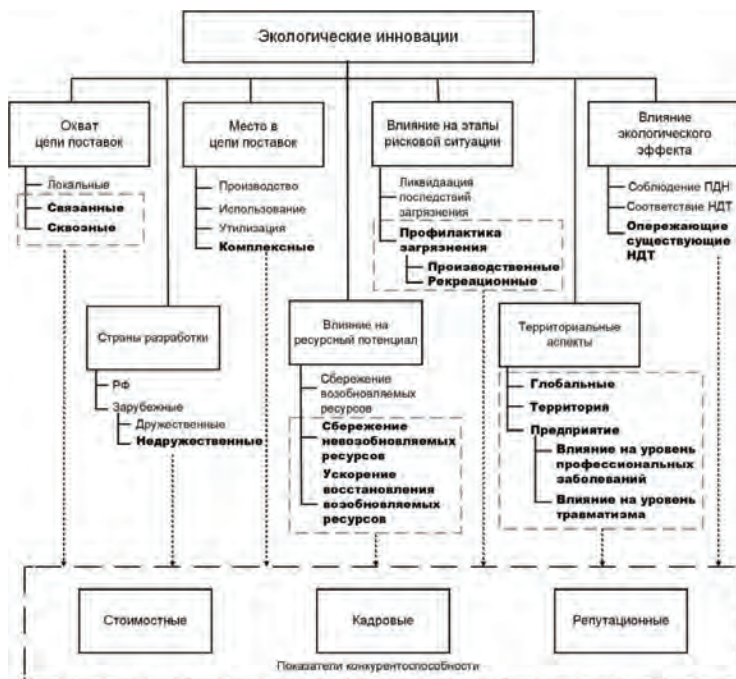 Экологические инновации
Охват
цепи поставок
Локальные
Связанные
Сквозные
Место в
цепи поставок
Производство
Использование
Утилизация
Комплексные
Влияние на этапы
рисковой ситуации
Ликвидаация
последствий
загрязнения
Профилактика
загрязнения
Производственные
Рекреационные
Влияние
экологического
эффекта
Соблюдение ПДН
Соответствие НДТ
Опережающие
существующие
НДТ
Страны разработки
РФ
Зарубежные
Дружественные
Недружественные
Влияние на
ресурсный потенциал
Сбережение
возобновляемых
ресурсов
Сбережение
невозобновляемых
ресурсов
Ускорение
восстановления
возобновляемых
ресурсов
Территориальные
аспекты
Глобальные
Территория
Предприятие
Влияние на уровень
профессиональных
заболеваний
Влияние на уровень
травматизма
Стоимостные
Кадровые
Репутационные
Показатели конкурентоспособности